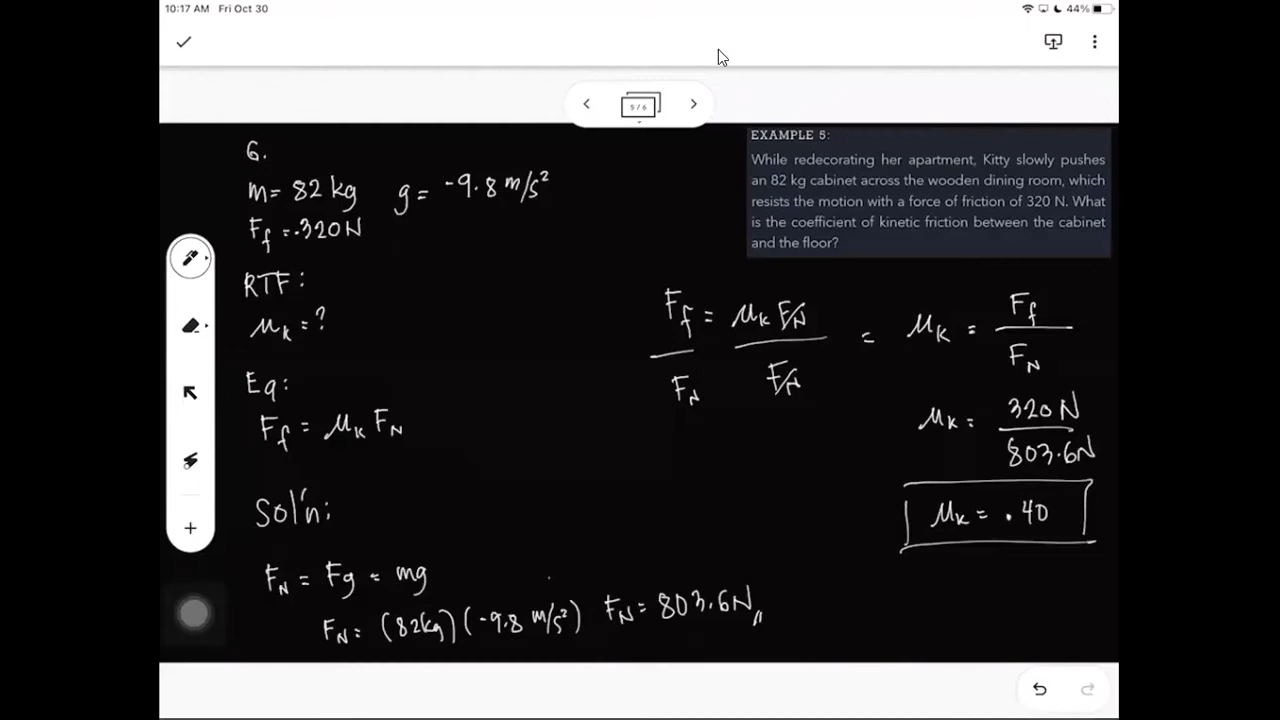 10:17 AM Fri Oct 30
44%
5 / 6
6.
m = 82 kg g = -9.8 m/s²
Ff = .320N
RTF:
μk = ?
Eq:
Ff = μk FN
Sol'n:
FN = Fg = mg
FN = (82kg)(-9.8 m/s²) FN = 803.6N,,
EXAMPLE 5:
While redecorating her apartment, Kitty slowly pushes
an 82 kg cabinet across the wooden dining room, which
resists the motion with a force of friction of 320 N. What
is the coefficient of kinetic friction between the cabinet
and the floor?
Ff = μk FN = μk = Ff
FN FN FN
μk = 320 N
803.6N
μk = .40